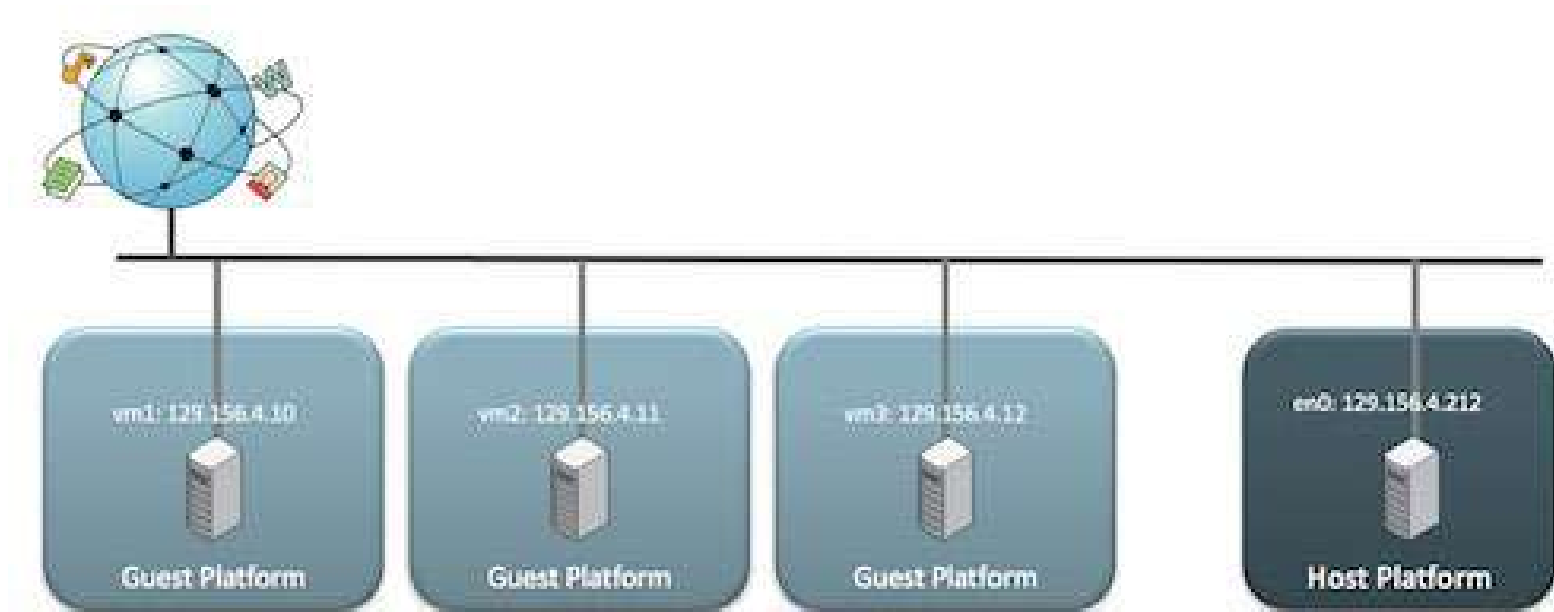 vm1: 129.156.4.10
vm2: 129.156.4.11
vm3: 129.156.4.12
en0: 129.156.4.212
Guest Platform
Guest Platform
Guest Platform
Host Platform